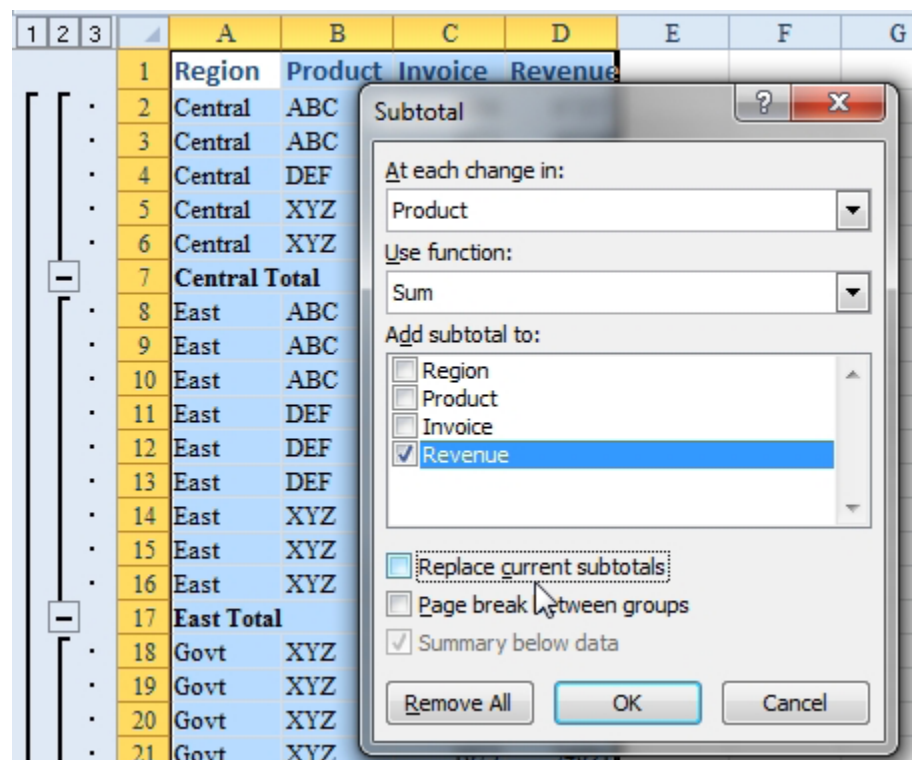 1 2 3 A B C D E F G
1 Region Product Invoice Revenue
Subtotal ? X
2 Central ABC
3 Central ABC
At each change in:
4 Central DEF
Product
5 Central XYZ
6 Central XYZ
Use function:
7 Central Total
Sum
8 East ABC
Add subtotal to:
9 East ABC
Region
10 East ABC
Product
11 East DEF
Invoice
12 East DEF
Revenue
13 East DEF
14 East XYZ
15 East XYZ
Replace current subtotals
16 East XYZ
Page break between groups
17 East Total
Summary below data
18 Govt XYZ
19 Govt XYZ
Remove All OK Cancel
20 Govt XYZ
21 Govt XYZ